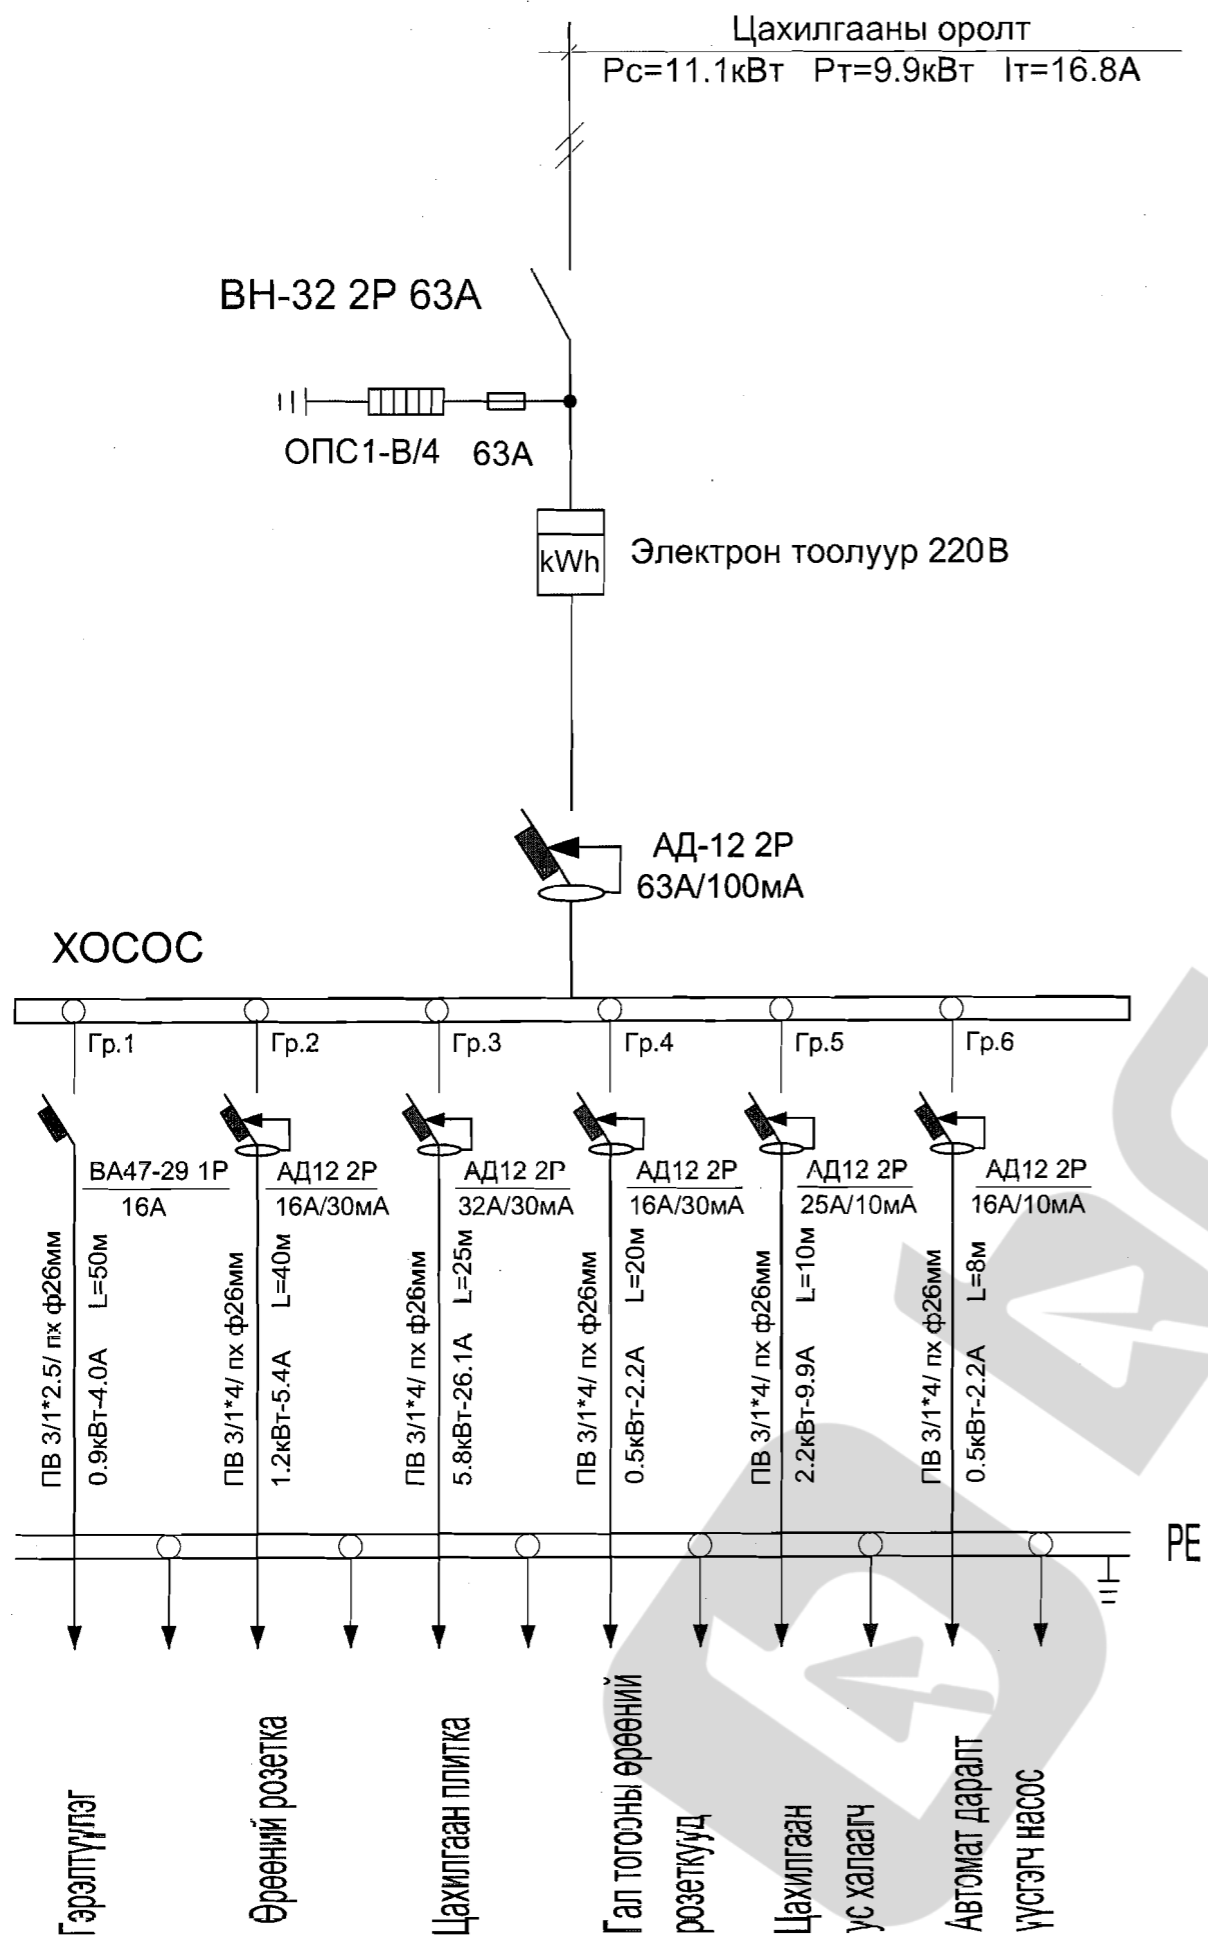 Цахилгааны оролт
Рс=11.1кВт Рт=9.9кВт Iт=16.8А
ВН-32 2Р 63А
ОПС1-В/4 63А
kWh
Электрон тоолуур 220В
АД-12 2Р
63А/100мА
ХОСОС
Гр.1 Гр.2 Гр.3 Гр.4 Гр.5 Гр.6
ВА47-29 1Р
16А
АД12 2Р
16А/30мА
АД12 2Р
32А/30мА
АД12 2Р
16А/30мА
АД12 2Р
25А/10мА
АД12 2Р
16А/10мА
ПВ 3/1*2.5/ пх ф26мм
0.9кВт-4.0А L=50м
ПВ 3/1*4/ пх ф26мм
1.2кВт-5.4А L=40м
ПВ 3/1*4/ пх ф26мм
5.8кВт-26.1А L=25м
ПВ 3/1*4/ пх ф26мм
0.5кВт-2.2А L=20м
ПВ 3/1*4/ пх ф26мм
2.2кВт-9.9А L=10м
ПВ 3/1*4/ пх ф26мм
0.5кВт-2.2А L=8м
РЕ
Гэрэлтүүлэг
Өрөөний розетка
Цахилгаан плитка
Гал тогооны өрөөний
розеткууд
Цахилгаан
ус халаагч
Автомат даралт
үүсгэгч насос